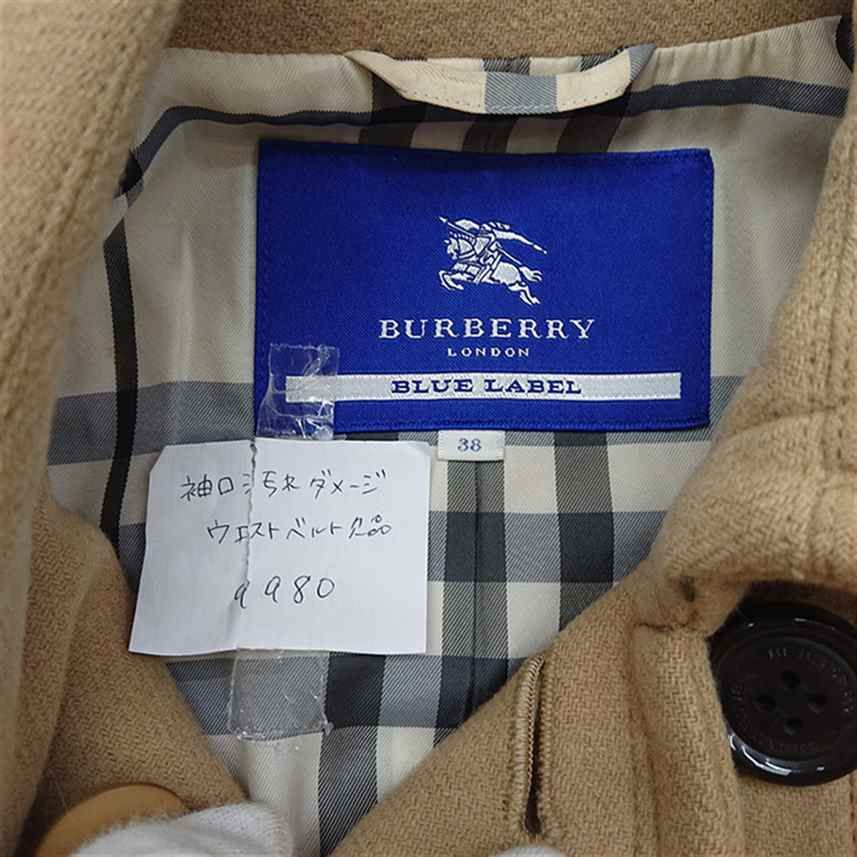 BURBERRY
LONDON
BLUE LABEL
38
袖口汚れダメージ
ウエストベルト欠品
9980